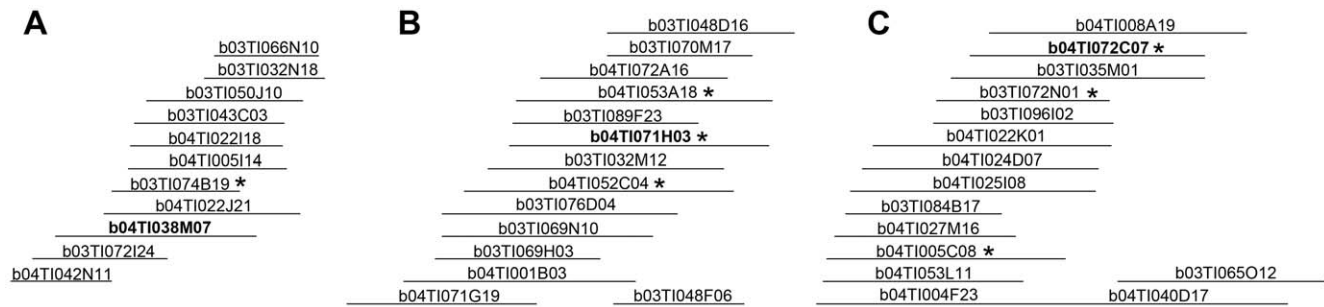 A
b03TI066N10
b03TI032N18
b03TI050J10
b03TI043C03
b04TI022I18
b04TI005I14
b03TI074B19 *
b04TI022J21
b04TI038M07
b03TI072I24
b04TI042N11
B
b03TI048D16
b03TI070M17
b04TI072A16
b04TI053A18 *
b03TI089F23
b04TI071H03 *
b03TI032M12
b04TI052C04 *
b03TI076D04
b03TI069N10
b03TI069H03
b04TI001B03
b04TI071G19
b03TI048F06
C
b04TI008A19
b04TI072C07 *
b03TI035M01
b03TI072N01 *
b03TI096I02
b04TI022K01
b04TI024D07
b04TI025I08
b03TI084B17
b04TI027M16
b04TI005C08 *
b04TI053L11
b03TI065O12
b04TI004F23
b04TI040D17